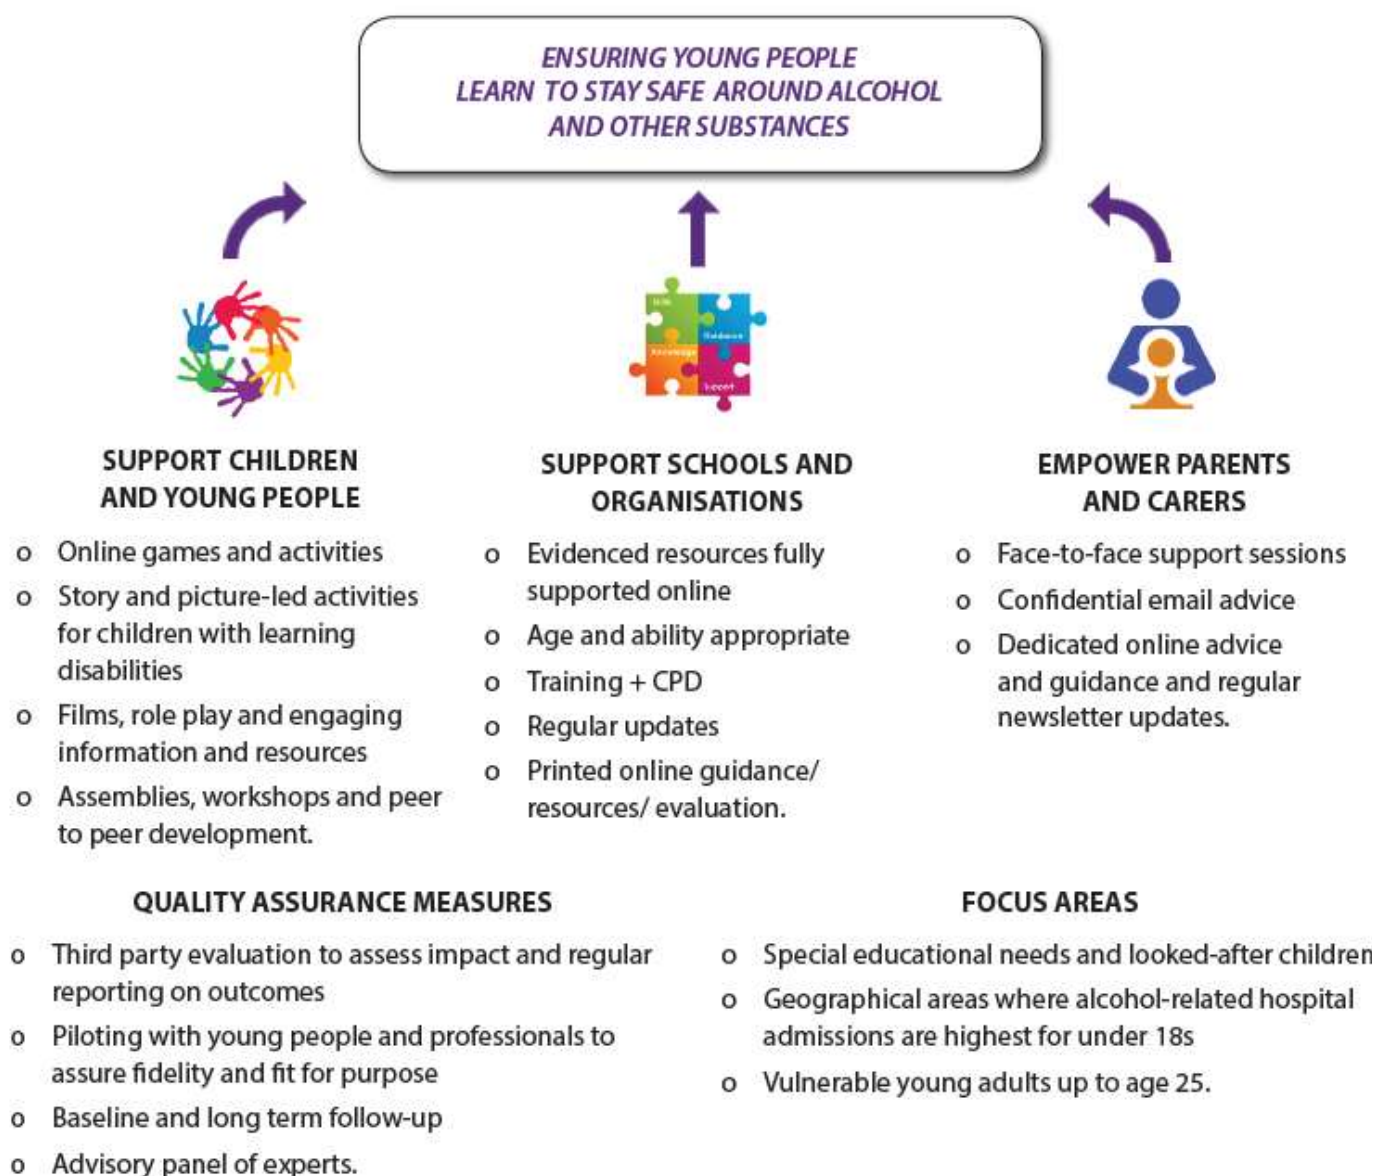 ENSURING YOUNG PEOPLE
LEARN TO STAY SAFE AROUND ALCOHOL
AND OTHER SUBSTANCES
Guidance
Knowledge
Support
SUPPORT CHILDREN
AND YOUNG PEOPLE
o Online games and activities
o Story and picture-led activities
for children with learning
disabilities
o Films, role play and engaging
information and resources
o Assemblies, workshops and peer
to peer development.
SUPPORT SCHOOLS AND
ORGANISATIONS
o Evidenced resources fully
supported online
o Age and ability appropriate
o Training + CPD
o Regular updates
o Printed online guidance/
resources/ evaluation.
EMPOWER PARENTS
AND CARERS
o Face-to-face support sessions
o Confidential email advice
o Dedicated online advice
and guidance and regular
newsletter updates.
QUALITY ASSURANCE MEASURES
o Third party evaluation to assess impact and regular
reporting on outcomes
o Piloting with young people and professionals to
assure fidelity and fit for purpose
o Baseline and long term follow-up
o Advisory panel of experts.
FOCUS AREAS
o Special educational needs and looked-after children
o Geographical areas where alcohol-related hospital
admissions are highest for under 18s
o Vulnerable young adults up to age 25.